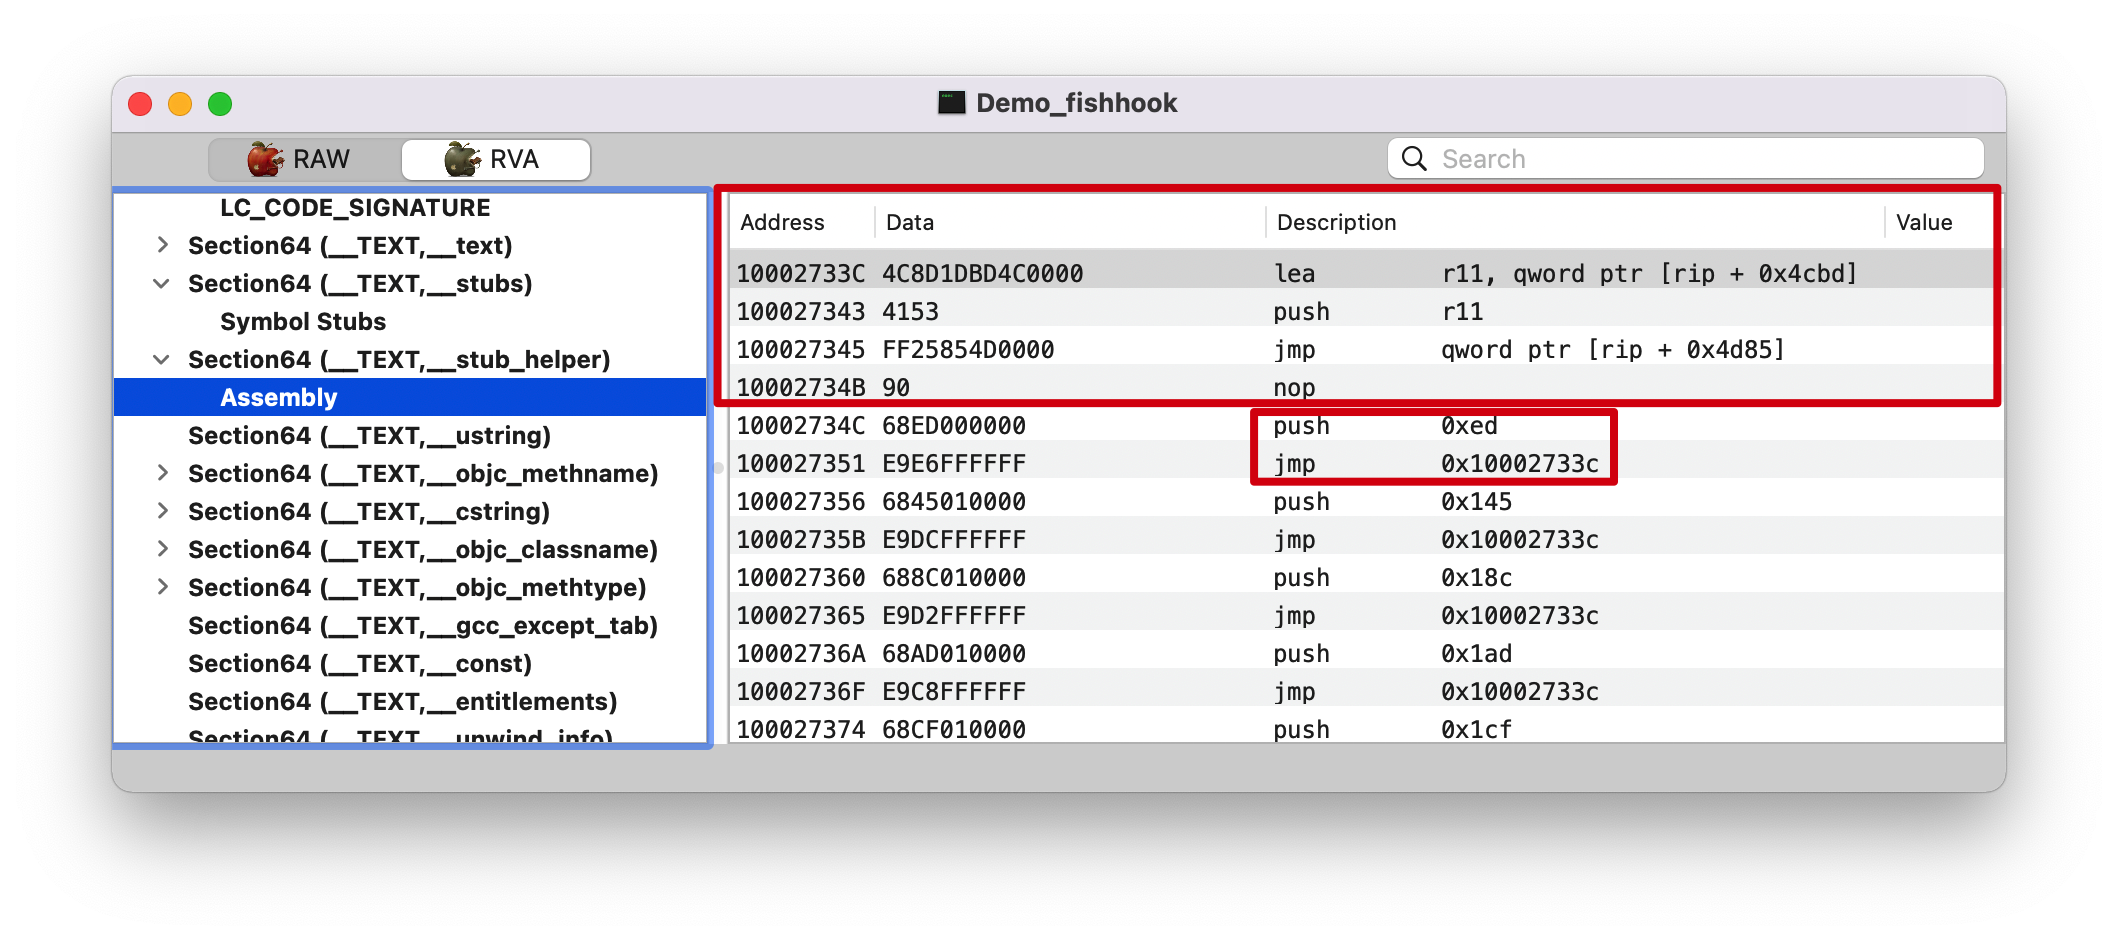 Demo_fishhook
RAW RVA Search
LC_CODE_SIGNATURE
Section64 (__TEXT,__text)
Section64 (__TEXT,__stubs)
Symbol Stubs
Section64 (__TEXT,__stub_helper)
Assembly
Section64 (__TEXT,__ustring)
Section64 (__TEXT,__objc_methname)
Section64 (__TEXT,__cstring)
Section64 (__TEXT,__objc_classname)
Section64 (__TEXT,__objc_methtype)
Section64 (__TEXT,__gcc_except_tab)
Section64 (__TEXT,__const)
Section64 (__TEXT,__entitlements)
Section64 (__TEXT,__unwind_info)
Address Data Description Value
10002733C 4C8D1DBD4C0000 lea r11, qword ptr [rip + 0x4cbd]
100027343 4153 push r11
100027345 FF25854D0000 jmp qword ptr [rip + 0x4d85]
10002734B 90 nop
10002734C 68ED000000 push 0xed
100027351 E9E6FFFFFF jmp 0x10002733c
100027356 6845010000 push 0x145
10002735B E9DCFFFFFF jmp 0x10002733c
100027360 688C010000 push 0x18c
100027365 E9D2FFFFFF jmp 0x10002733c
10002736A 68AD010000 push 0x1ad
10002736F E9C8FFFFFF jmp 0x10002733c
100027374 68CF010000 push 0x1cf